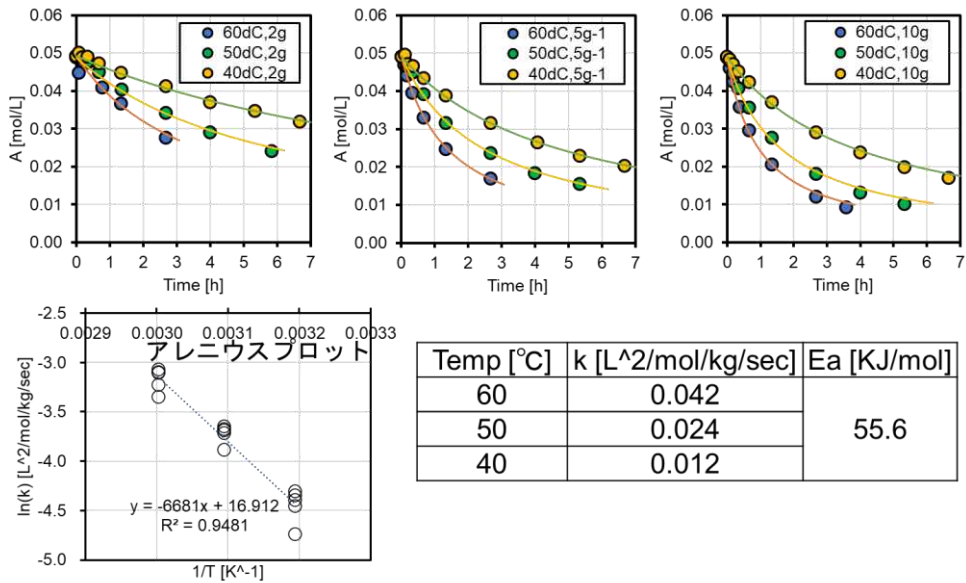 0.06
0.05
0.04
0.03
0.02
0.01
0.00
A [mol/L]
60dC,2g
50dC,2g
40dC,2g
0 1 2 3 4 5 6 7
Time [h]
0.06
0.05
0.04
0.03
0.02
0.01
0.00
A [mol/L]
60dC,5g-1
50dC,5g-1
40dC,5g-1
0 1 2 3 4 5 6 7
Time [h]
0.06
0.05
0.04
0.03
0.02
0.01
0.00
A [mol/L]
60dC,10g
50dC,10g
40dC,10g
0 1 2 3 4 5 6 7
Time [h]
-2.5
0.0029 0.0030 0.0031 0.0032 0.0033
アレニウスプロット
-3.0
-3.5
-4.0
-4.5
-5.0
ln(k) [L^2/mol/kg/sec]
y = -6681x + 16.912
R² = 0.9481
1/T [K^-1]
Temp [℃] k [L^2/mol/kg/sec] Ea [KJ/mol]
60 0.042
50 0.024 55.6
40 0.012